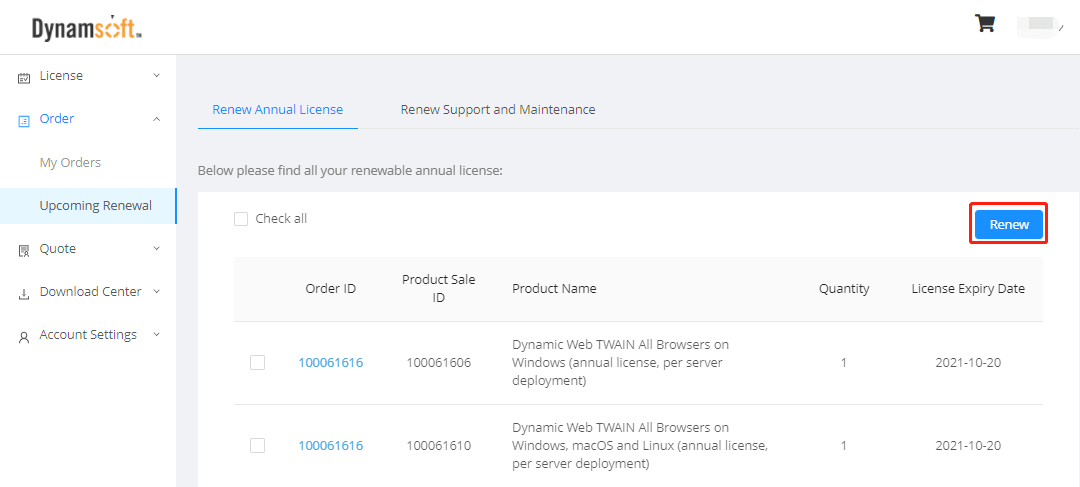 Dynamsoft
License
Order
My Orders
Upcoming Renewal
Quote
Download Center
Account Settings
Renew Annual License
Renew Support and Maintenance
Below please find all your renewable annual license:
Check all
Renew
Order ID
Product Sale
ID
Product Name
Quantity
License Expiry Date
100061616
100061606
Dynamic Web TWAIN All Browsers on
Windows (annual license, per server
deployment)
1
2021-10-20
100061616
100061610
Dynamic Web TWAIN All Browsers on
Windows, macOS and Linux (annual license,
per server deployment)
1
2021-10-20